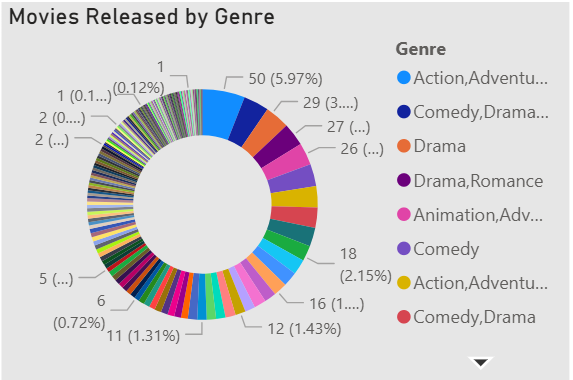 Movies Released by Genre
1
(0.12%)
1 (0.1...)
2 (0....)
2 (...)
5 (...)
6
(0.72%)
11 (1.31%)
12 (1.43%)
16 (1....)
18
(2.15%)
26 (...)
27 (...)
29 (3....)
50 (5.97%)
Genre
Action,Adventu...
Comedy,Drama...
Drama
Drama,Romance
Animation,Adv...
Comedy
Action,Adventu...
Comedy,Drama